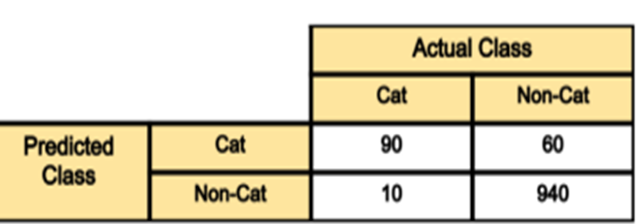 Actual Class
Cat Non-Cat
Predicted Class Cat 90 60
Non-Cat 10 940